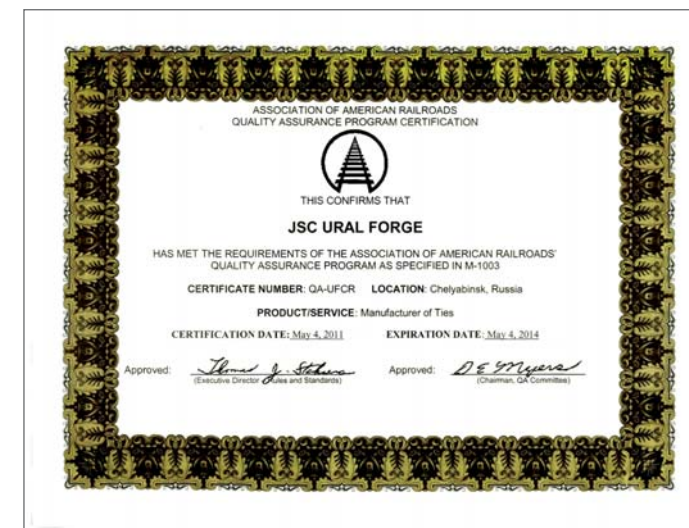 ASSOCIATION OF AMERICAN RAILROADS
QUALITY ASSURANCE PROGRAM CERTIFICATION
THIS CONFIRMS THAT
JSC URAL FORGE
HAS MET THE REQUIREMENTS OF THE ASSOCIATION OF AMERICAN RAILROADS'
QUALITY ASSURANCE PROGRAM AS SPECIFIED IN M-1003
CERTIFICATE NUMBER: QA-UFCR LOCATION: Chelyabinsk, Russia
PRODUCT/SERVICE: Manufacturer of Ties
CERTIFICATION DATE: May 4, 2011 EXPIRATION DATE: May 4, 2014
Approved: Approved: D E Myers
(Executive Director Rules and Standards) (Chairman, QA Committee)